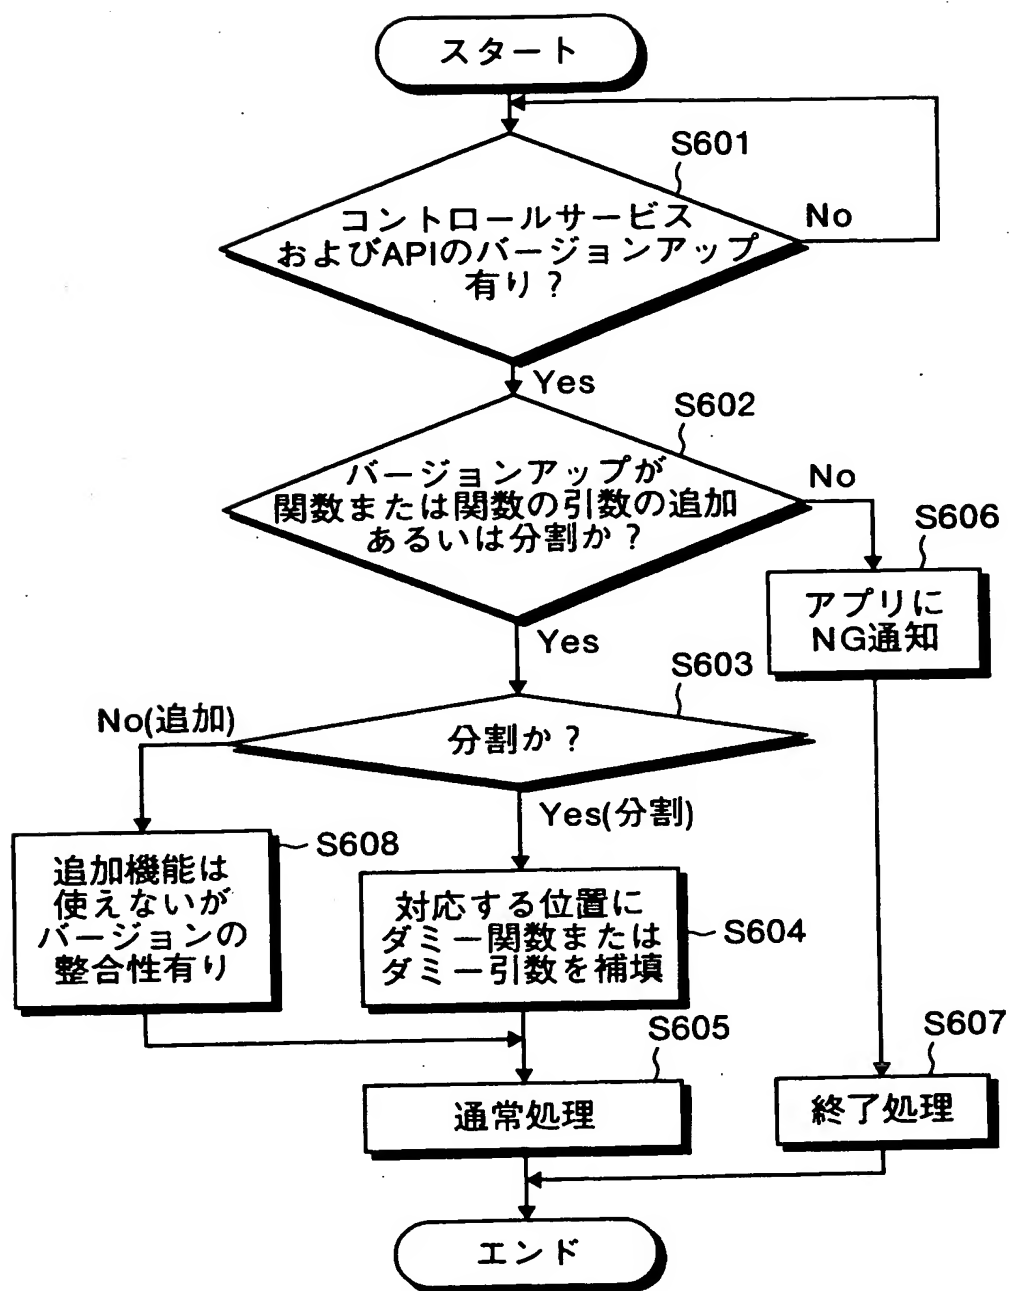 スタート
S601
コントロールサービス
およびAPIのバージョンアップ
有り?
No
Yes
S602
バージョンアップが
関数または関数の引数の追加
あるいは分割か?
No
S606
アプリに
NG通知
Yes
S603
No(追加)
分割か?
Yes(分割)
S608
追加機能は
使えないが
バージョンの
整合性有り
対応する位置に
ダミー関数または
ダミー引数を補填
S604
S605
通常処理
S607
終了処理
エンド